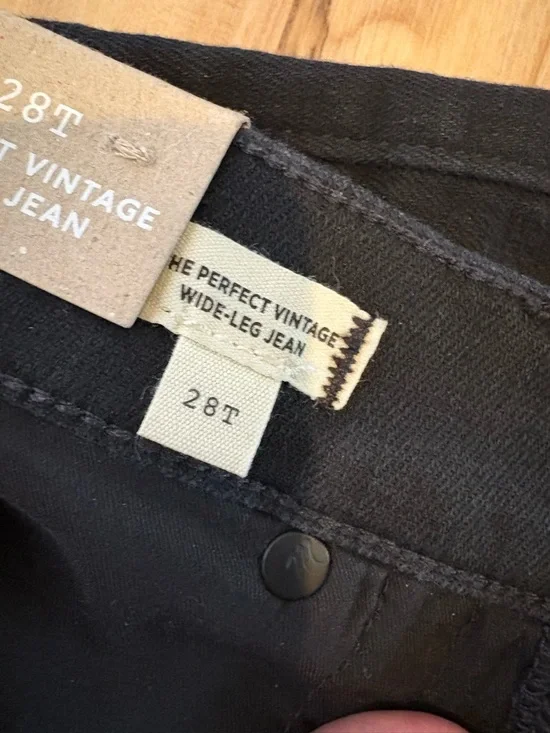 28T
T VINTAGE
JEAN
HE PERFECT VINTAGE
WIDE-LEG JEAN
28T